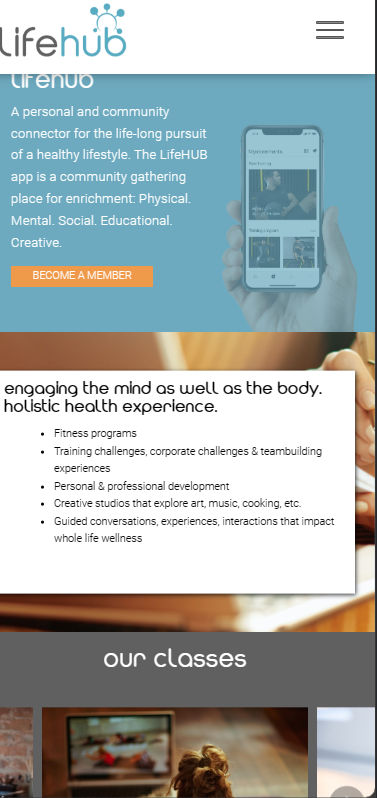 lifehub
lifehub
A personal and community
connector for the life-long pursuit
of a healthy lifestyle. The LifeHUB
app is a community gathering
place for enrichment: Physical.
Mental. Social. Educational.
Creative.
BECOME A MEMBER
engaging the mind as well as the body.
holistic health experience.
• Fitness programs
• Training challenges, corporate challenges & teambuilding
experiences
• Personal & professional development
• Creative studios that explore art, music, cooking, etc.
• Guided conversations, experiences, interactions that impact
whole life wellness
our classes